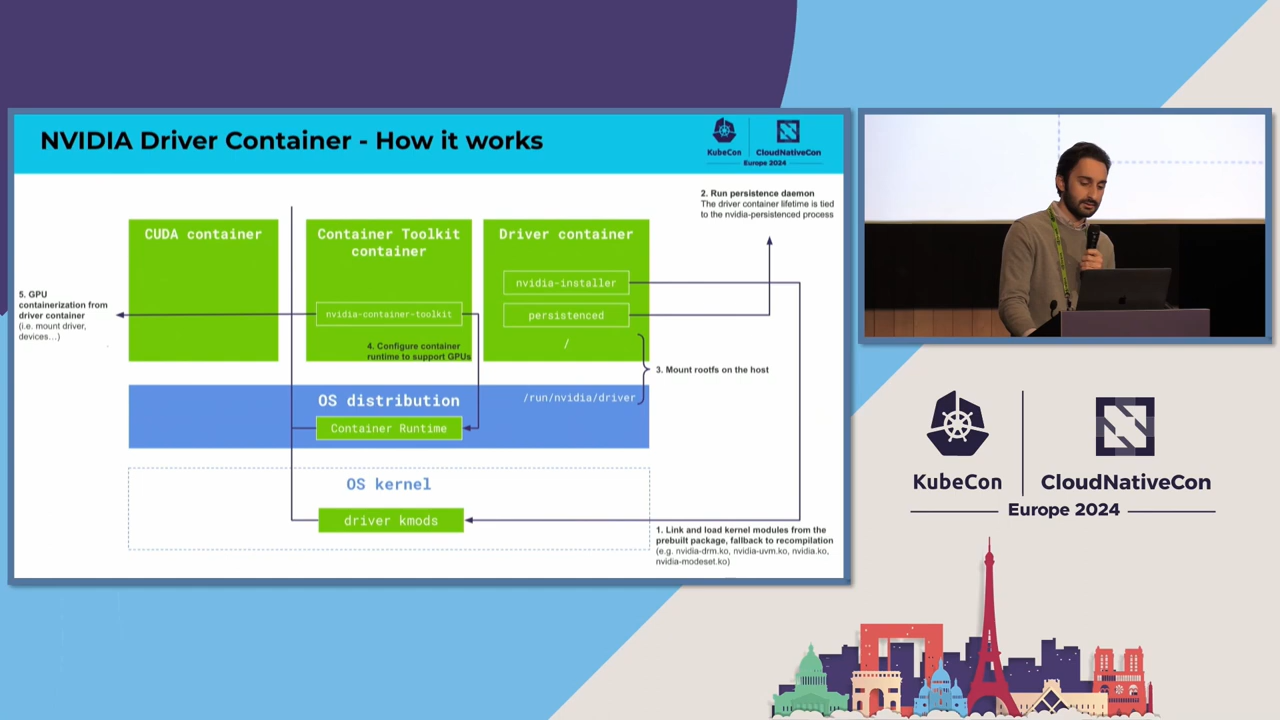 NVIDIA Driver Container - How it works
KubeCon
CloudNativeCon
Europe 2024
2. Run persistence daemon
The driver container lifetime is tied
to the nvidia-persistenced process
CUDA container
Container Toolkit
container
Driver container
nvidia-installer
nvidia-container-toolkit
persistenced
/
5. GPU
containerization from
driver container
(i.e. mount driver,
devices...)
4. Configure container
runtime to support GPUs
3. Mount rootfs on the host
OS distribution
/run/nvidia/driver
Container Runtime
OS kernel
driver kmods
1. Link and load kernel modules from the
prebuilt package, fallback to recompilation
(e.g. nvidia-drm.ko, nvidia-uvm.ko, nvidia.ko,
nvidia-modeset.ko)
KubeCon
CloudNativeCon
Europe 2024